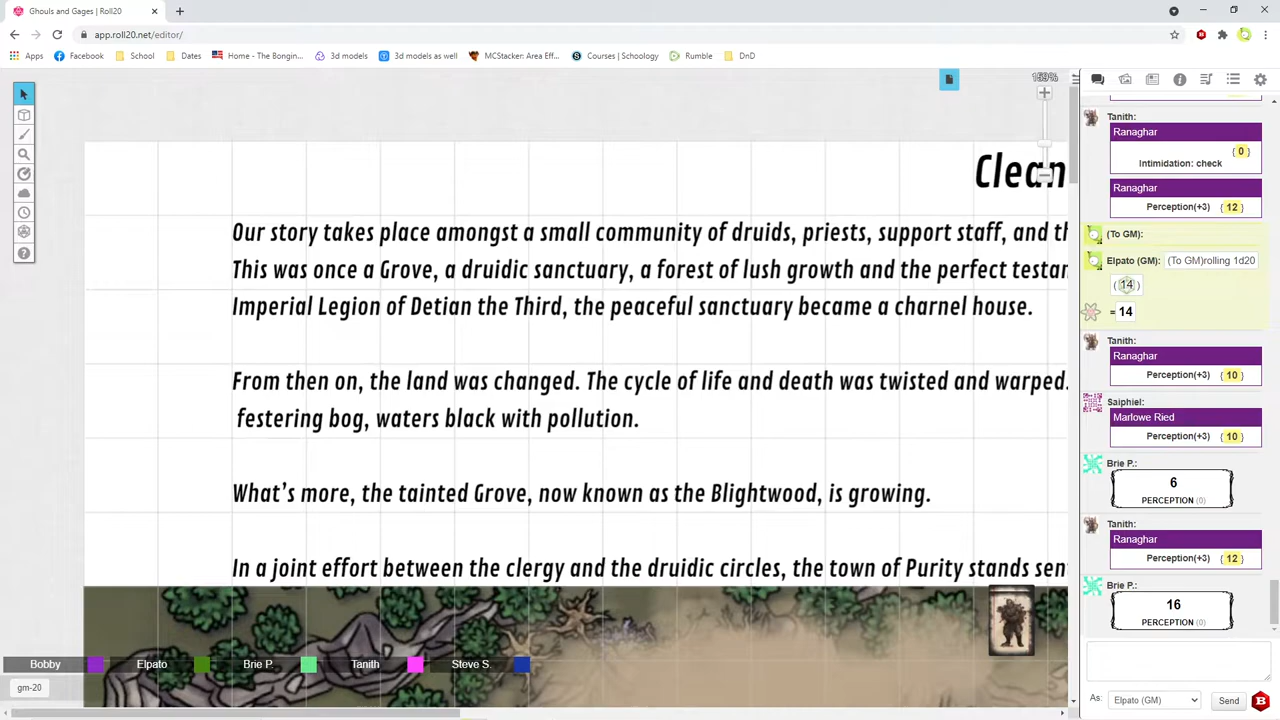 Ghouls and Gages | Roll20
app.roll20.net/editor/
Apps
Facebook
School
Dates
Home - The Bonging...
3d models
3d models as well
MCStacker: Area Eff...
Courses | Schoology
Rumble
DnD
159%
Clean
Our story takes place amongst a small community of druids, priests, support staff, and th
This was once a Grove, a druidic sanctuary, a forest of lush growth and the perfect testan
Imperial Legion of Detian the Third, the peaceful sanctuary became a charnel house.
From then on, the land was changed. The cycle of life and death was twisted and warped.
festering bog, waters black with pollution.
What's more, the tainted Grove, now known as the Blightwood, is growing.
In a joint effort between the clergy and the druidic circles, the town of Purity stands sen
Bobby
Elpato
Brie P.
Tanith
Steve S.
gm-20
Tanith:
Ranaghar
0
Intimidation: check
Ranaghar
Perception(+3) 12
(To GM):
Elpato (GM): (To GM)rolling 1d20
(14)
=14
Tanith:
Ranaghar
Perception(+3) 10
Saiphiel:
Marlowe Ried
Perception(+3) 10
Brie P.:
6
PERCEPTION (0)
Tanith:
Ranaghar
Perception(+3) 12
Brie P.:
16
PERCEPTION (0)
As: Elpato (GM) Send